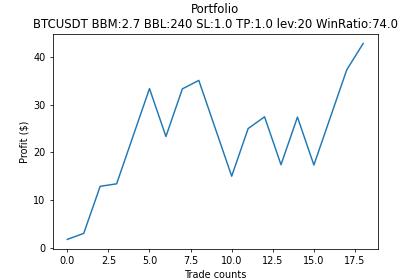 Portfolio
BTCUSDT BBM:2.7 BBL:240 SL:1.0 TP:1.0 lev:20 WinRatio:74.0
40
30
20
10
0
Profit ($)
0.0 2.5 5.0 7.5 10.0 12.5 15.0 17.5
Trade counts